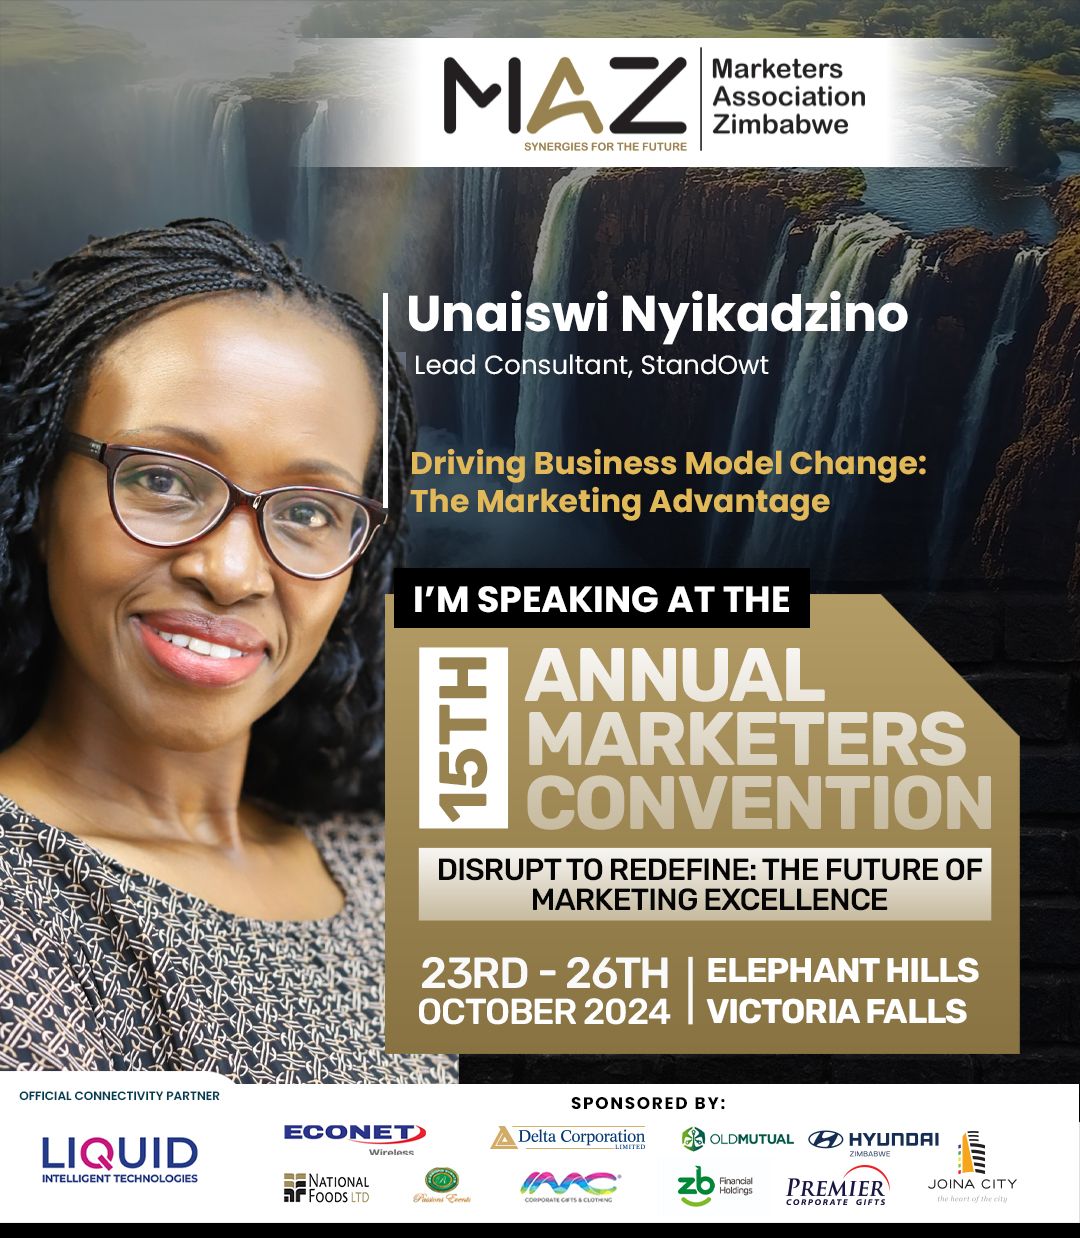 MAZ
SYNERGIES FOR THE FUTURE
Marketers
Association
Zimbabwe
Unaiswi Nyikadzino
Lead Consultant, StandOwt
Driving Business Model Change:
The Marketing Advantage
I'M SPEAKING AT THE
15TH
ANNUAL
MARKETERS
CONVENTION
DISRUPT TO REDEFINE: THE FUTURE OF
MARKETING EXCELLENCE
23RD - 26TH
OCTOBER 2024
ELEPHANT HILLS
VICTORIA FALLS
OFFICIAL CONNECTIVITY PARTNER
LIQUID
INTELLIGENT TECHNOLOGIES
SPONSORED BY:
ECONET
Wireless
Delta Corporation
LIMITED
OLDMUTUAL
HYUNDAI
ZIMBABWE
NATIONAL
FOODS LTD
Passions Events
CORPORATE GIFTS & CLOTHING
zb
Financial
Holdings
PREMIER
CORPORATE GIFTS
JOINA CITY
the heart of the city